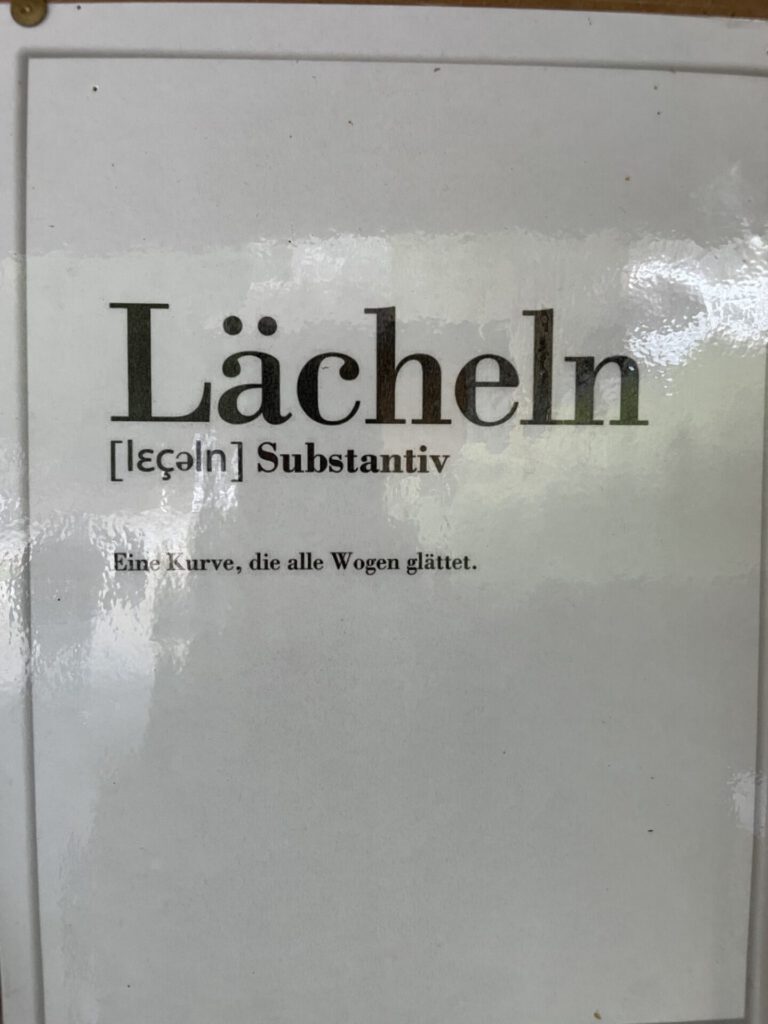 Lächeln
[lɛçəln] Substantiv
Eine Kurve, die alle Wogen glättet.